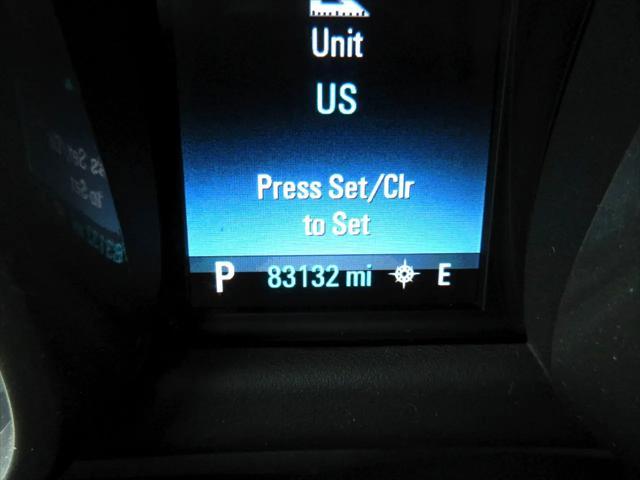 Unit
US
Press Set/Clr
to Set
P 83132 mi E